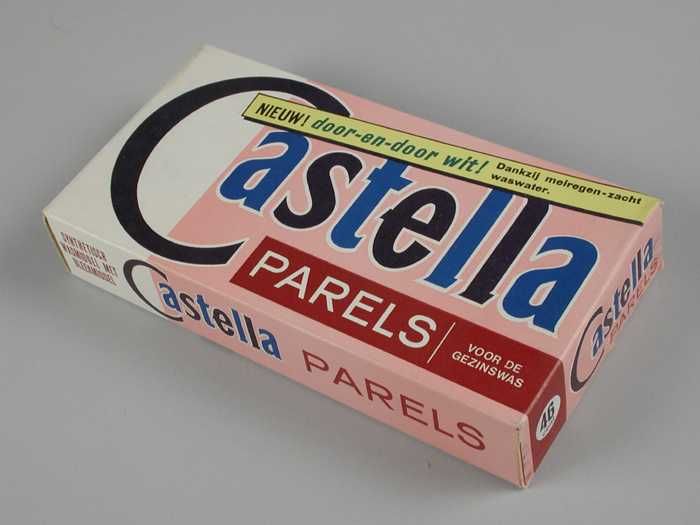 NIEUW! door-en-door wit! Dankzij meiregen-zacht
waswater.
Castella
PARELS
VOOR DE
GEZINSWAS
SYNTHETISCH
WASMIDDEL MET
BLEEKMIDDEL
Castella PARELS
46
Castella
PARELS